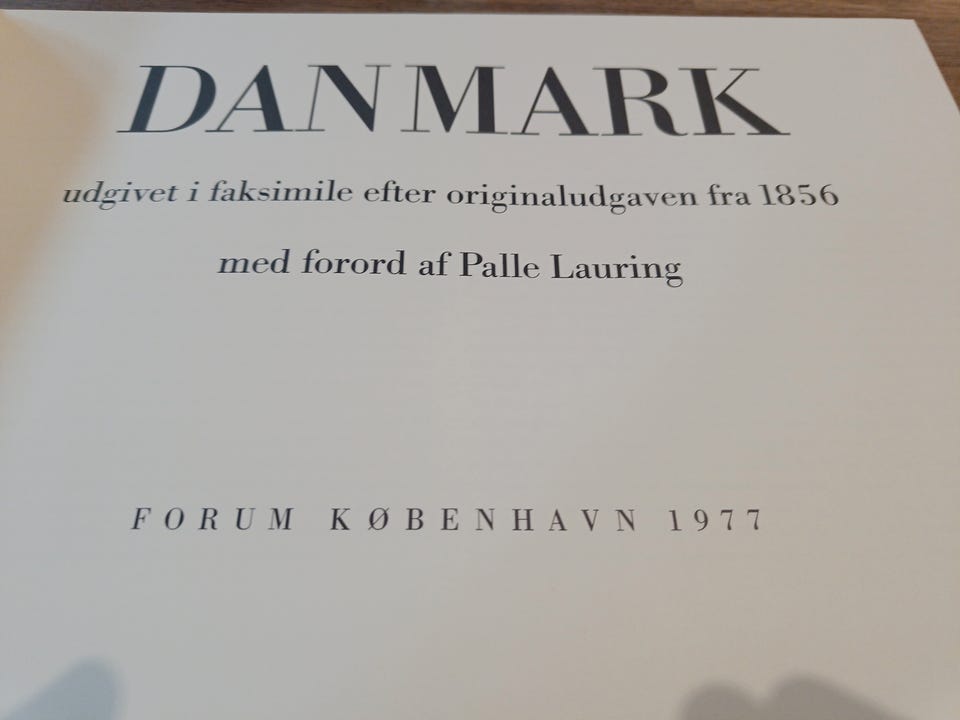 DANMARK
udgivet i faksimile efter originaludgaven fra 1856
med forord af Palle Lauring
FORUM KØBENHAVN 1977